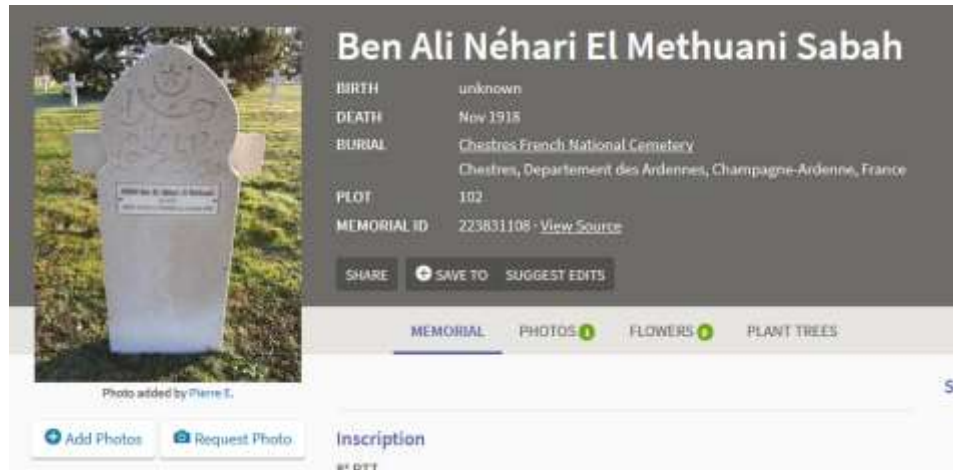 Ben Ali Néhari El Methuani Sabah
BIRTH unknown
DEATH Nov 1918
BURIAL Chestres French National Cemetery
Chestres, Departement des Ardennes, Champagne-Ardenne, France
PLOT 102
MEMORIAL ID 223831108 · View Source
SHARE SAVE TO SUGGEST EDITS
MEMORIAL PHOTOS 1 FLOWERS PLANT TREES
Photo added by Pierre E.
S
Add Photos Request Photo
Inscription